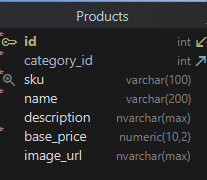 Products
* id int
* category_id int
sku varchar(100)
* name varchar(200)
description nvarchar(max)
* base_price numeric(10,2)
image_url nvarchar(max)